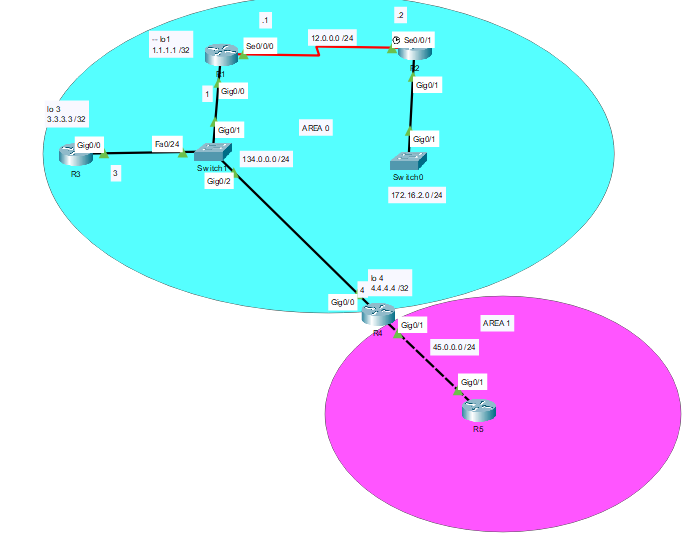 .1
.2
-- lo1
1.1.1.1 /32
Se0/0/0
12.0.0.0 /24
Se0/0/1
R1
R2
1
Gig0/0
Gig0/1
lo 3
3.3.3.3 /32
Gig0/1
AREA 0
Gig0/1
Gig0/0
Fa0/24
134.0.0.0 /24
R3
3
Switch1
Gig0/2
Switch0
172.16.2.0 /24
lo 4
4.4.4.4 /32
4
Gig0/0
R4
Gig0/1
AREA 1
45.0.0.0 /24
Gig0/1
R5